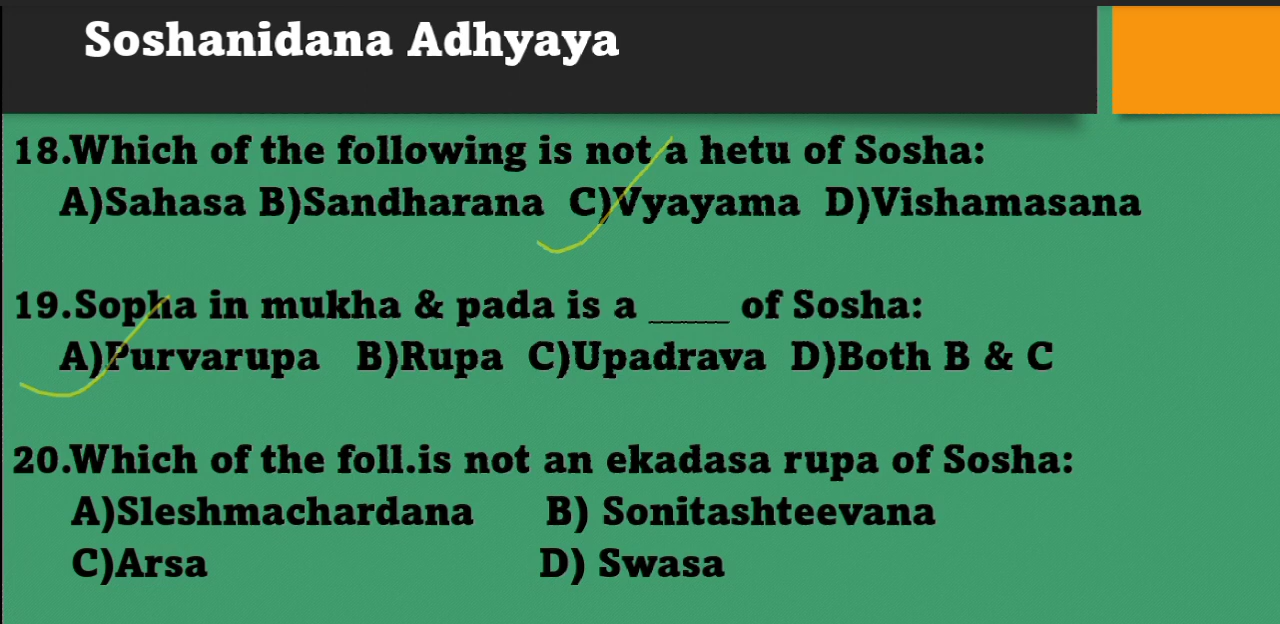 Soshanidana Adhyaya
18.Which of the following is not a hetu of Sosha:
A)Sahasa B)Sandharana C)Vyayama D)Vishamasana
19.Sopha in mukha & pada is a _____ of Sosha:
A)Purvarupa B)Rupa C)Upadrava D)Both B & C
20.Which of the foll.is not an ekadasa rupa of Sosha:
A)Sleshmachardana B) Sonitashteevana
C)Arsa D) Swasa